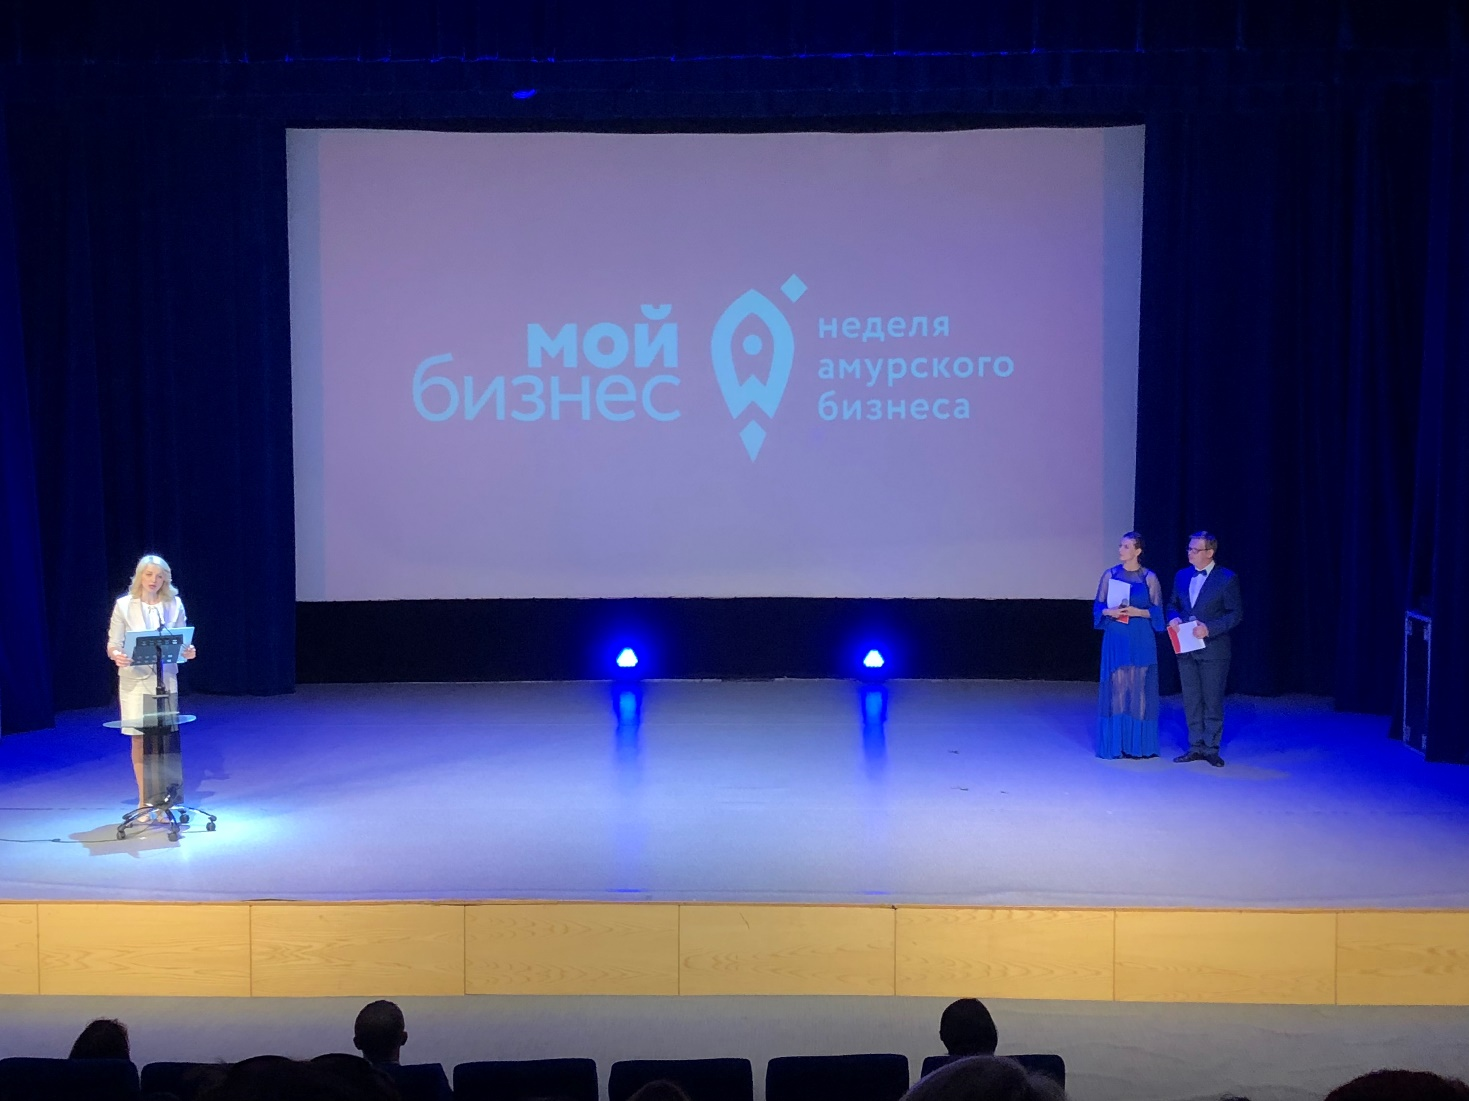 мой
бизнес
неделя
амурского
бизнеса